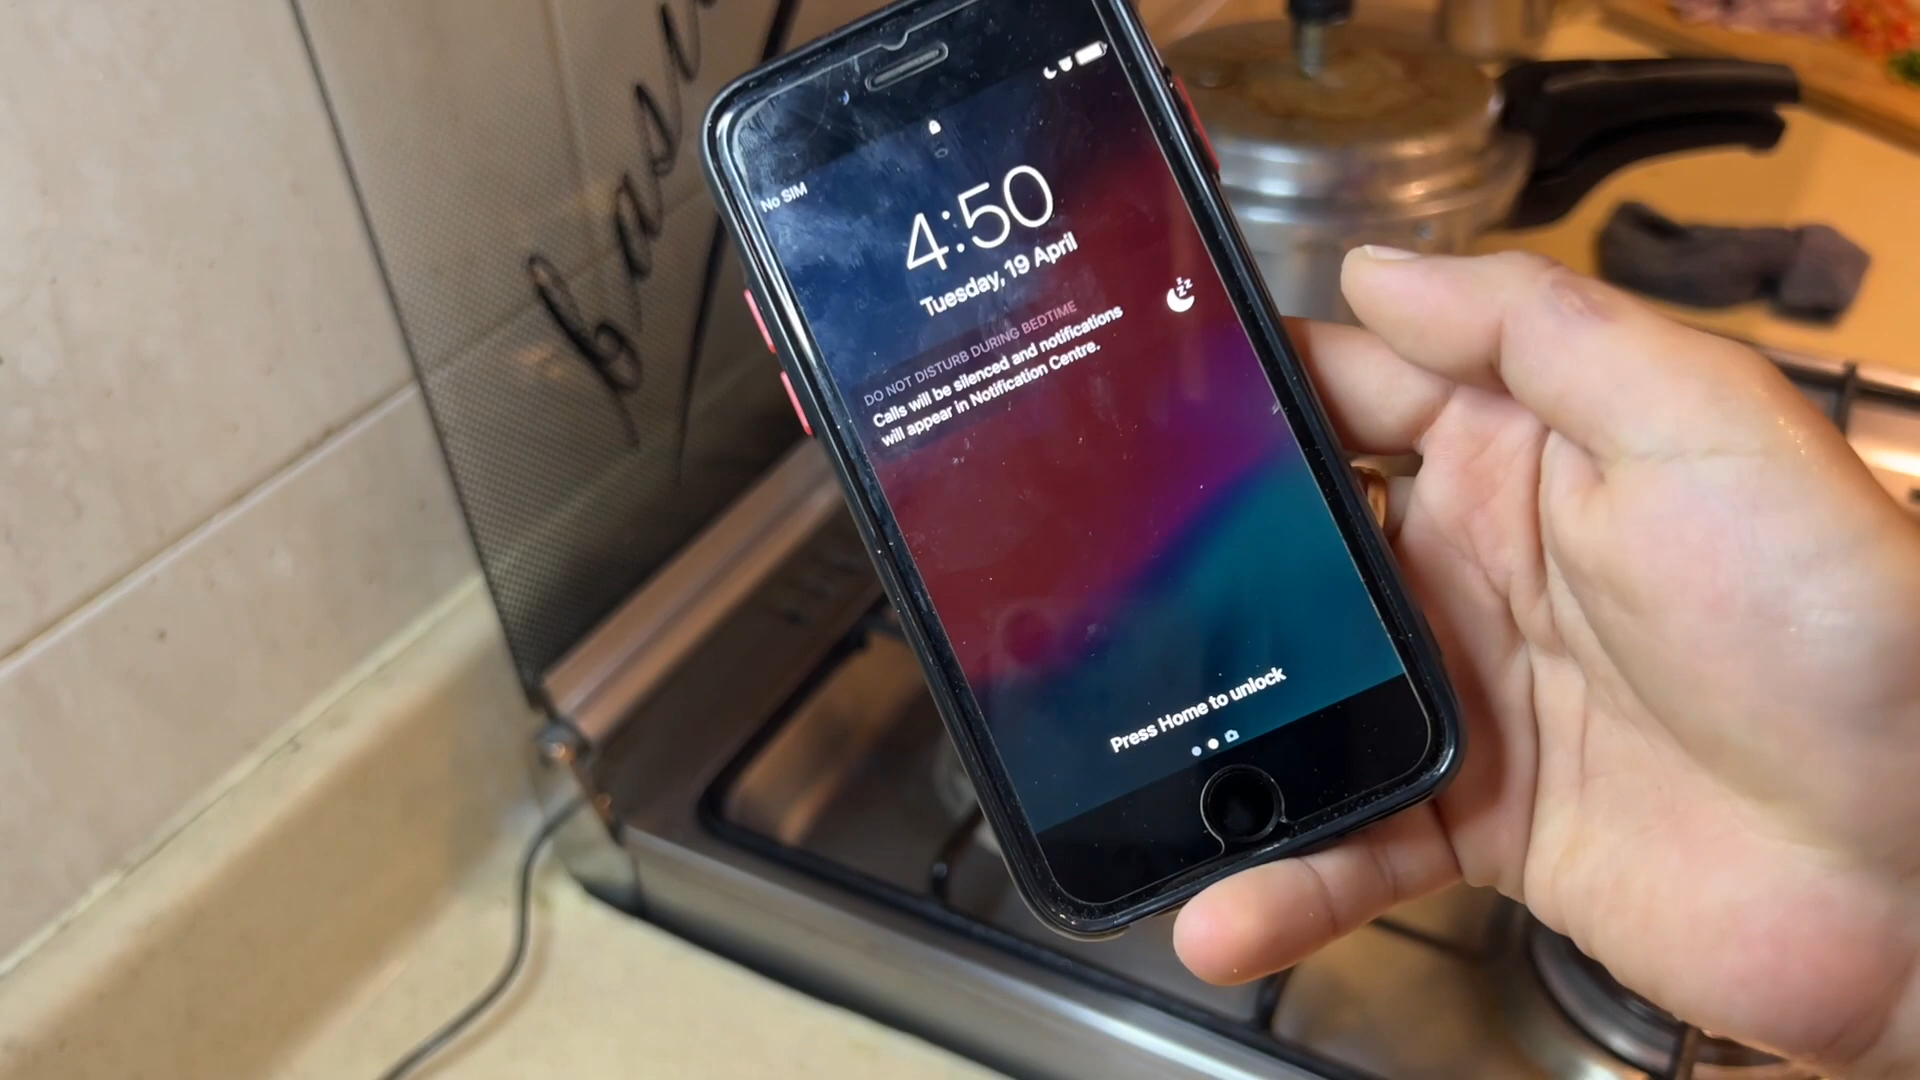 No SIM
4:50
Tuesday, 19 April
DO NOT DISTURB DURING BEDTIME
Calls will be silenced and notifications
will appear in Notification Centre.
Press Home to unlock